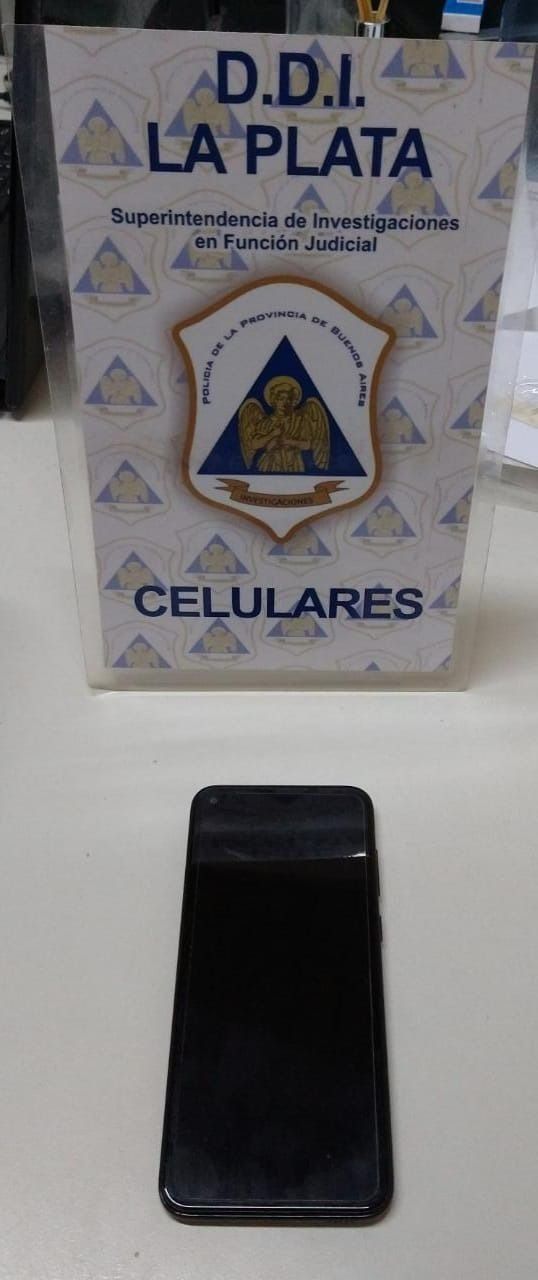 D.D.I.
LA PLATA
Superintendencia de Investigaciones
en Función Judicial
POLICIA DE LA PROVINCIA DE BUENOS AIRES
INVESTIGACIONES
CELULARES